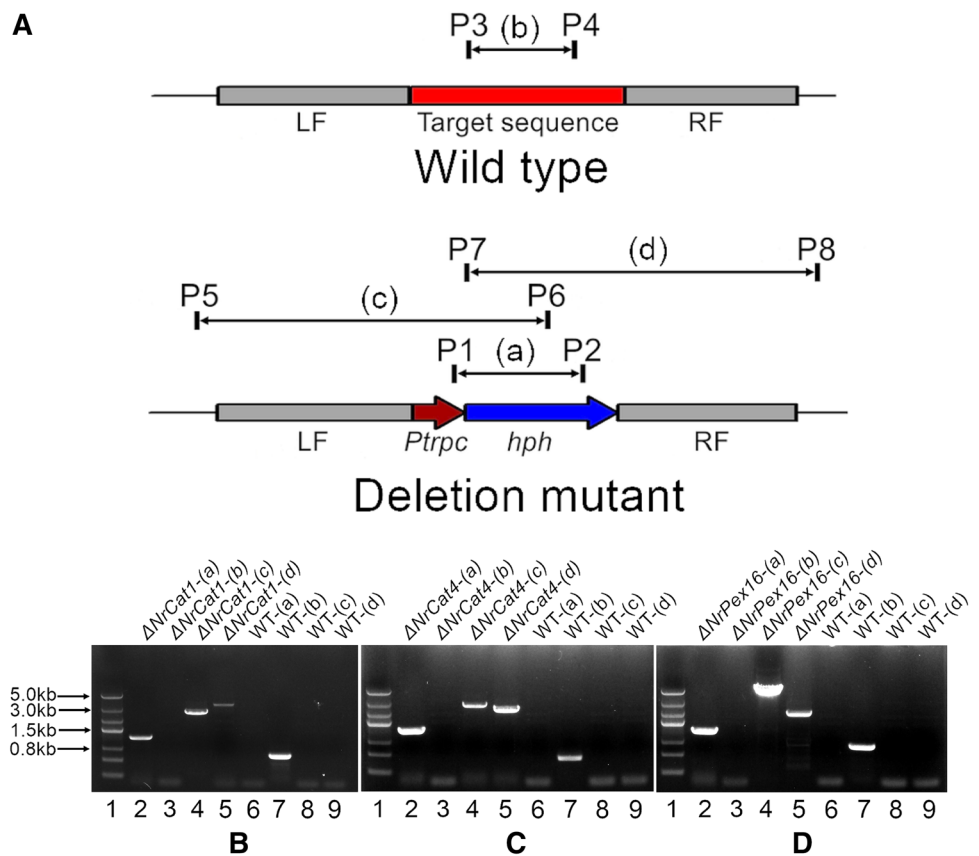 A
P3 (b) P4
LF Target sequence RF
Wild type
P7 (d) P8
P5 (c) P6
P1 (a) P2
LF Ptrpc hph RF
Deletion mutant
ΔNrCat1-(a)
ΔNrCat1-(b)
ΔNrCat1-(c)
ΔNrCat1-(d)
WT-(a)
WT-(b)
WT-(c)
WT-(d)
ΔNrCat4-(a)
ΔNrCat4-(b)
ΔNrCat4-(c)
ΔNrCat4-(d)
WT-(a)
WT-(b)
WT-(c)
WT-(d)
ΔNrPex16-(a)
ΔNrPex16-(b)
ΔNrPex16-(c)
ΔNrPex16-(d)
WT-(a)
WT-(b)
WT-(c)
WT-(d)
5.0kb
3.0kb
1.5kb
0.8kb
1 2 3 4 5 6 7 8 9 1 2 3 4 5 6 7 8 9 1 2 3 4 5 6 7 8 9
B C D